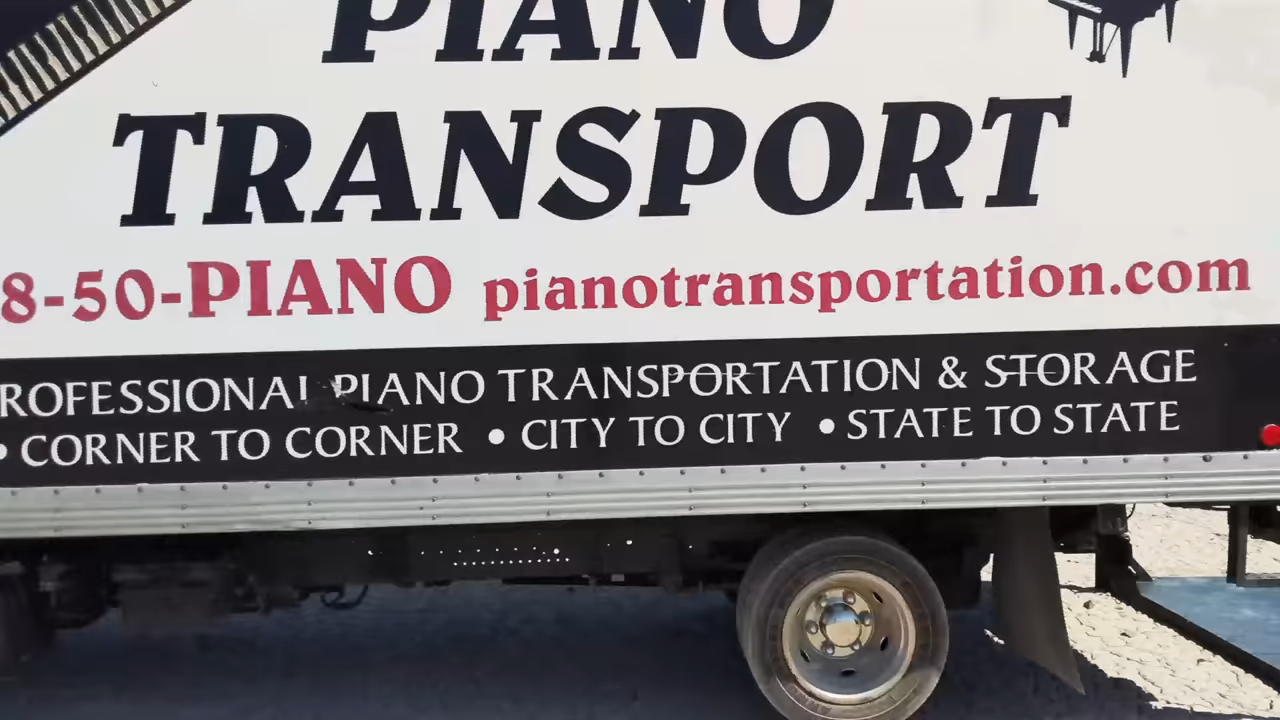 PIANO
TRANSPORT
8-50-PIANO pianotransportation.com
ROFESSIONAL PIANO TRANSPORTATION & STORAGE
• CORNER TO CORNER • CITY TO CITY • STATE TO STATE